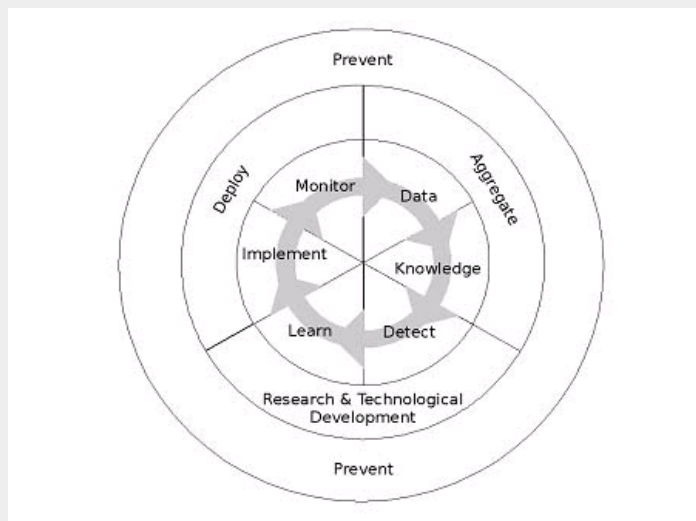 Prevent
Deploy
Aggregate
Monitor
Data
Implement
Knowledge
Learn
Detect
Research & Technological
Development
Prevent